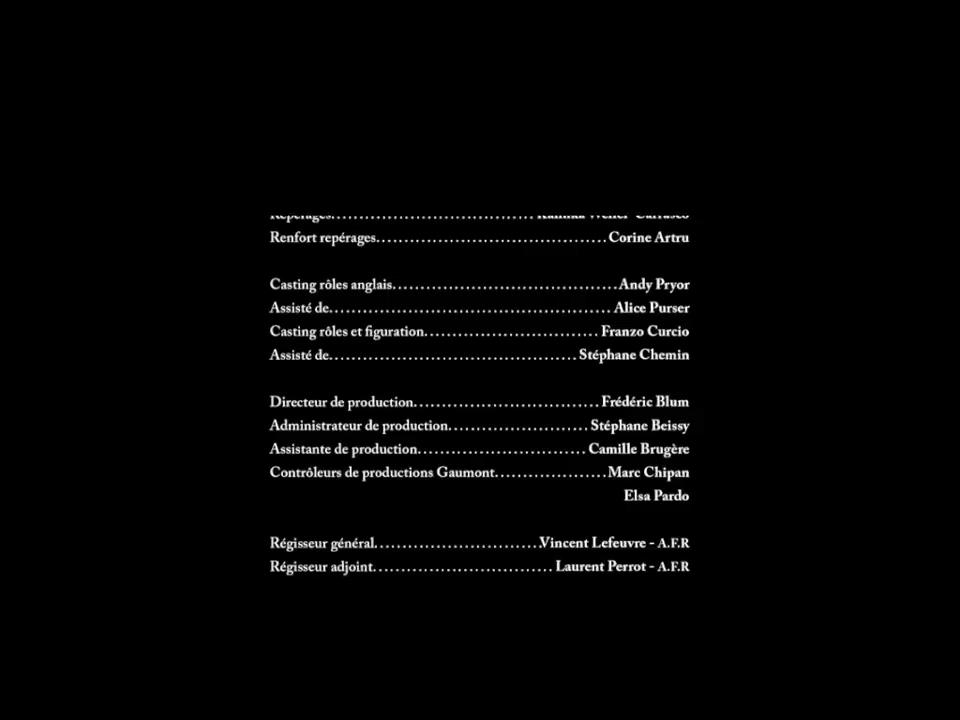 Repérages
Renfort repérages........................................Corine Artru
Casting rôles anglais........................................Andy Pryor
Assisté de..................................................Alice Purser
Casting rôles et figuration...............................Franzo Curcio
Assisté de............................................Stéphane Chemin
Directeur de production.................................Frédéric Blum
Administrateur de production.........................Stéphane Beissy
Assistante de production..............................Camille Brugère
Contrôleurs de productions Gaumont....................Marc Chipan
Elsa Pardo
Régisseur général..............................Vincent Lefeuvre - A.F.R
Régisseur adjoint................................Laurent Perrot - A.F.R